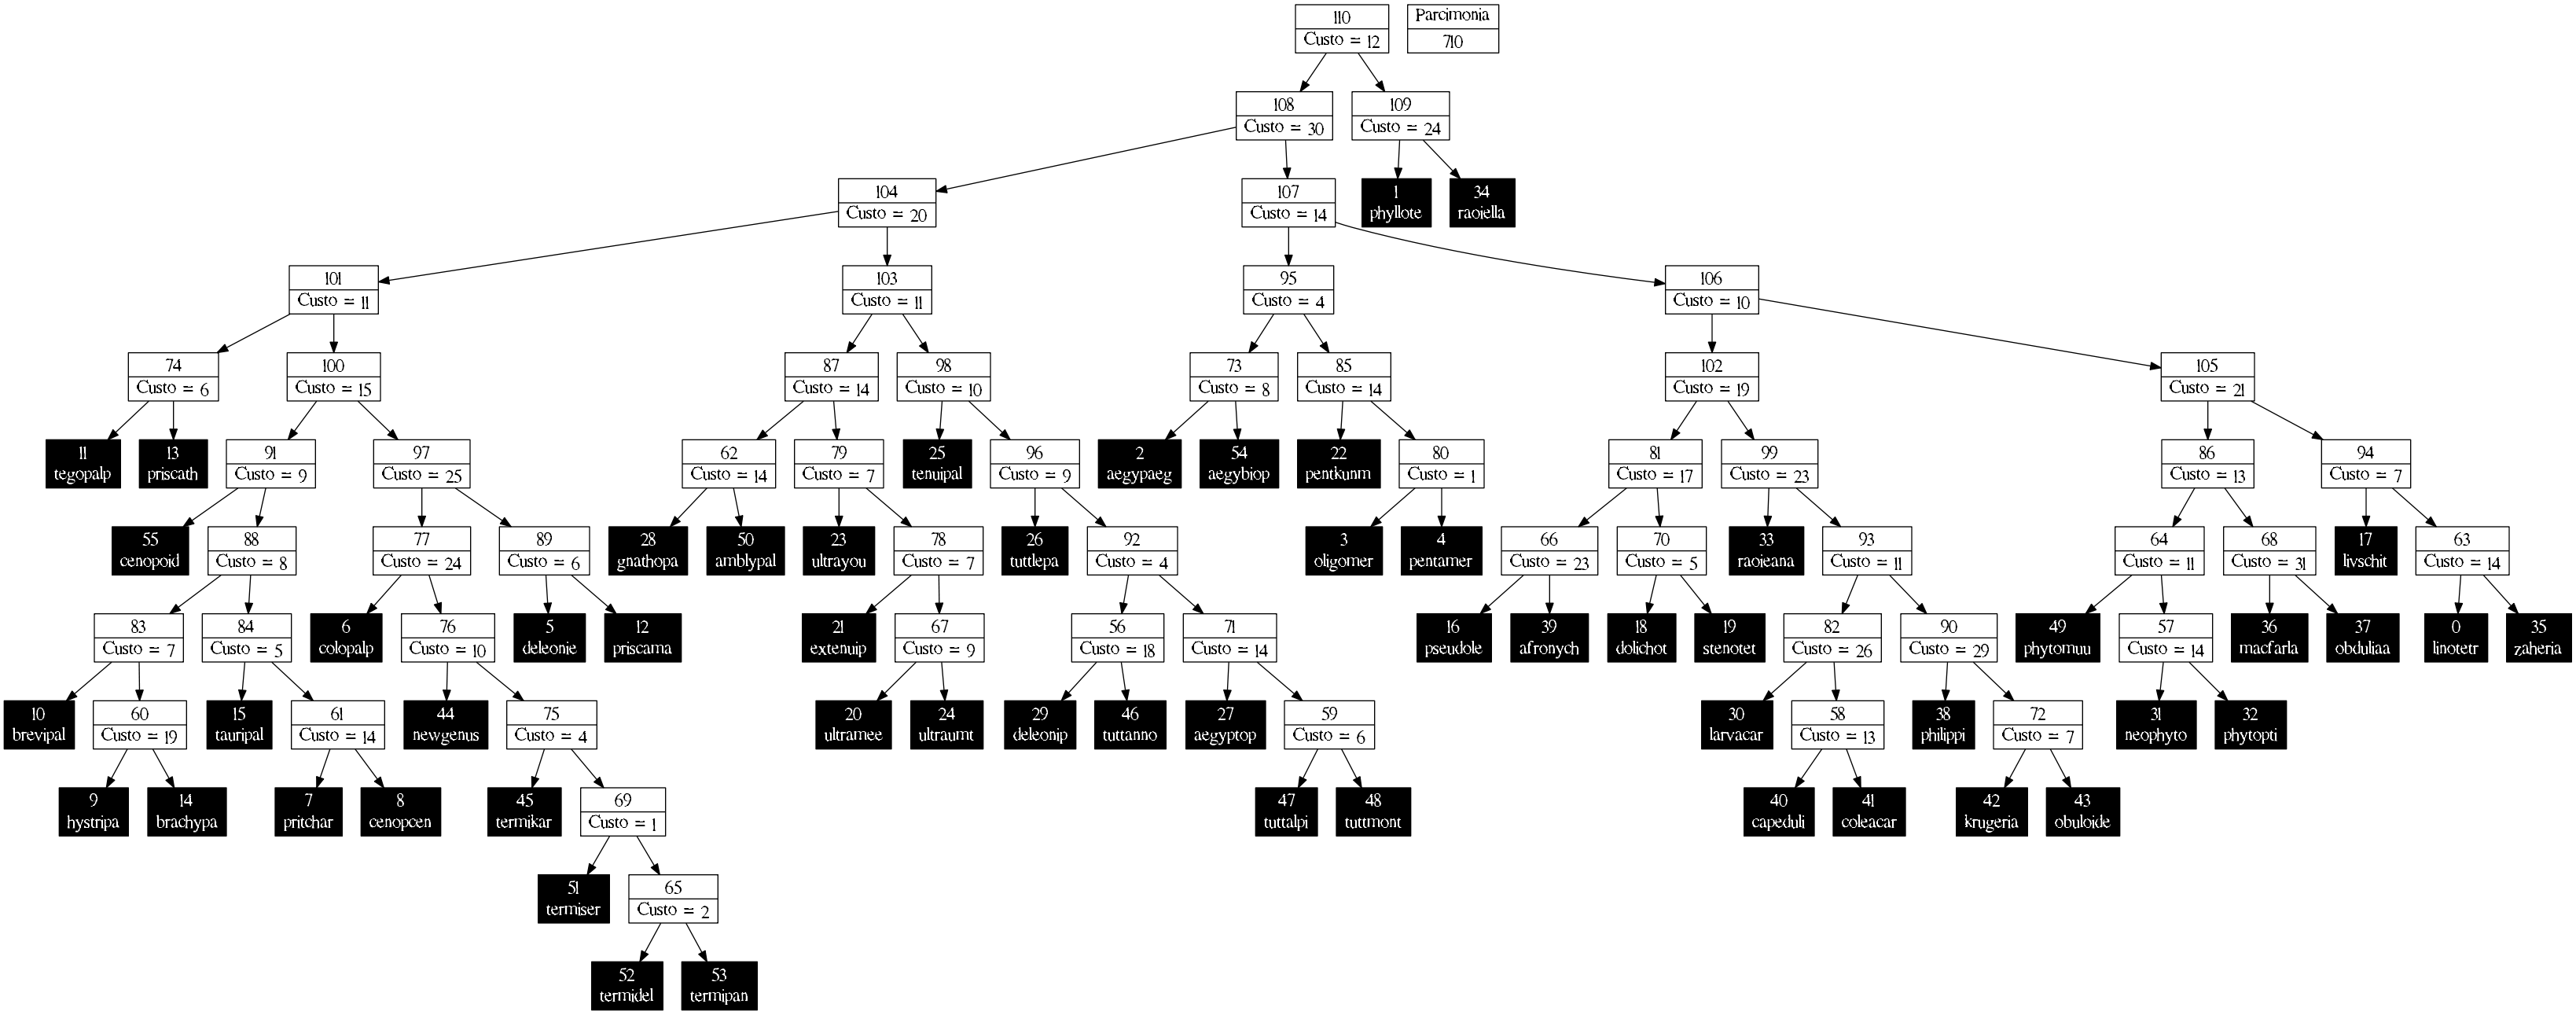 110
Custo = 12
Parcimonia
710
108
Custo = 30
109
Custo = 24
104
Custo = 20
107
Custo = 14
1
phyllote
34
raoiella
101
Custo = 11
103
Custo = 11
95
Custo = 4
106
Custo = 10
74
Custo = 6
100
Custo = 15
87
Custo = 14
98
Custo = 10
73
Custo = 8
85
Custo = 14
102
Custo = 19
105
Custo = 21
11
tegopalp
13
priscath
91
Custo = 9
97
Custo = 25
62
Custo = 14
79
Custo = 7
25
tenuipal
96
Custo = 9
2
aegypaeg
54
aegybiop
22
pentkunm
80
Custo = 1
81
Custo = 17
99
Custo = 23
86
Custo = 13
94
Custo = 7
55
cenopoid
88
Custo = 8
77
Custo = 24
89
Custo = 6
28
gnathopa
50
amblypal
23
ultrayou
78
Custo = 7
26
tuttlepa
92
Custo = 4
3
oligomer
4
pentamer
66
Custo = 23
70
Custo = 5
33
raoieana
93
Custo = 11
64
Custo = 11
68
Custo = 31
17
livschit
63
Custo = 14
83
Custo = 7
84
Custo = 5
6
colopalp
76
Custo = 10
5
deleonie
12
priscama
21
extenuip
67
Custo = 9
56
Custo = 18
71
Custo = 14
16
pseudole
39
afronych
18
dolichot
19
stenotet
82
Custo = 26
90
Custo = 29
49
phytomuu
57
Custo = 14
36
macfarla
37
obduliaa
0
linotetr
35
zaheria
10
brevipal
60
Custo = 19
15
tauripal
61
Custo = 14
44
newgenus
75
Custo = 4
20
ultramee
24
ultraumt
29
deleonip
46
tuttanno
27
aegyptop
59
Custo = 6
30
larvacar
58
Custo = 13
38
philippi
72
Custo = 7
31
neophyto
32
phytopti
9
hystripa
14
brachypa
7
pritchar
8
cenopcen
45
termikar
69
Custo = 1
47
tuttalpi
48
tuttmont
40
capeduli
41
coleacar
42
krugeria
43
obuloide
51
termiser
65
Custo = 2
52
termidel
53
termipan